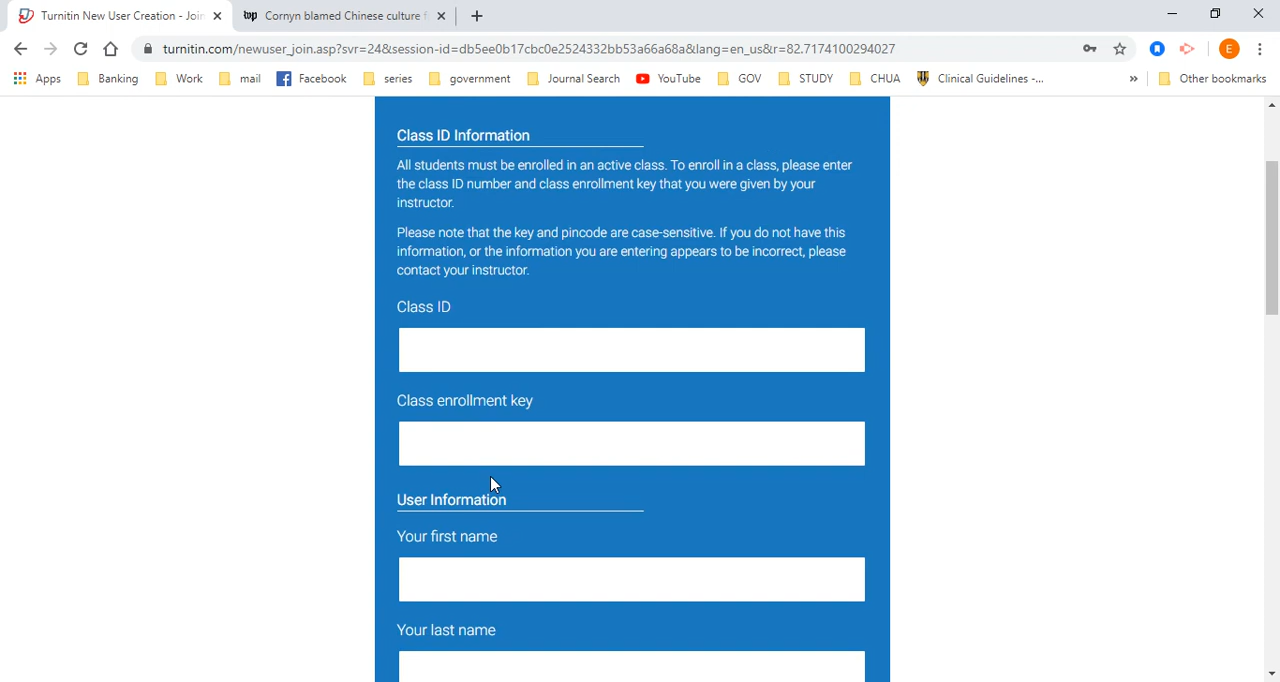 Turnitin New User Creation - Join
Cornyn blamed Chinese culture f
turnitin.com/newuser_join.asp?svr=24&session-id=db5ee0b17cbc0e2524332bb53a66a68a&lang=en_us&r=82.7174100294027
E
Apps Banking Work mail Facebook series government Journal Search YouTube GOV STUDY CHUA Clinical Guidelines -... » Other bookmarks
Class ID Information
All students must be enrolled in an active class. To enroll in a class, please enter
the class ID number and class enrollment key that you were given by your
instructor.
Please note that the key and pincode are case-sensitive. If you do not have this
information, or the information you are entering appears to be incorrect, please
contact your instructor.
Class ID
Class enrollment key
User Information
Your first name
Your last name